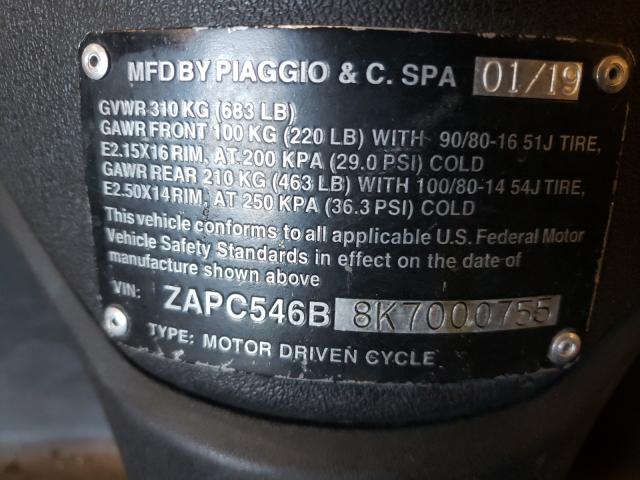 MFD BY PIAGGIO & C. SPA 01/19
GVWR 310 KG (683 LB)
GAWR FRONT 100 KG (220 LB) WITH 90/80-16 51J TIRE,
E2.15X16 RIM, AT 200 KPA (29.0 PSI) COLD
GAWR REAR 210 KG (463 LB) WITH 100/80-14 54J TIRE,
E2.50X14 RIM, AT 250 KPA (36.3 PSI) COLD
This vehicle conforms to all applicable U.S. Federal Motor
Vehicle Safety Standards in effect on the date of
manufacture shown above
VIN: ZAPC546B 8K7000755
TYPE: MOTOR DRIVEN CYCLE